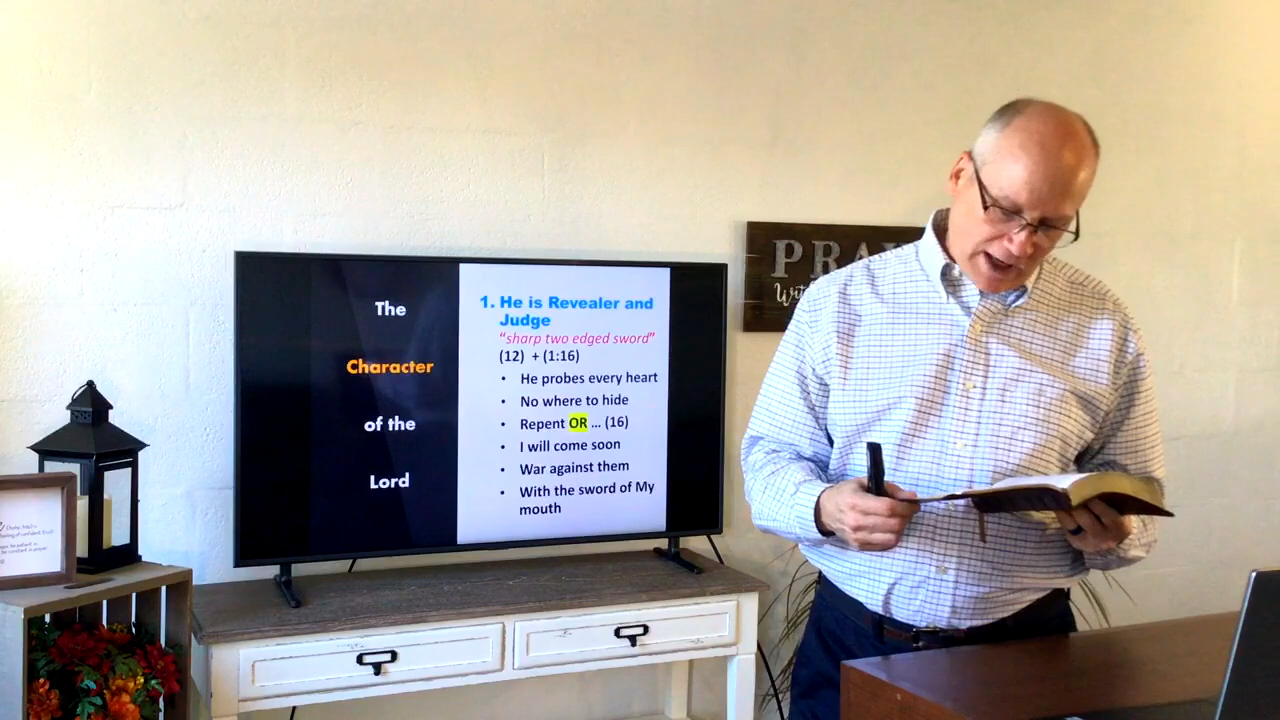 The
Character
of the
Lord
1. He is Revealer and
Judge
"sharp two edged sword"
(12) + (1:16)
• He probes every heart
• No where to hide
• Repent OR ... (16)
• I will come soon
• War against them
• With the sword of My
mouth
PRAY